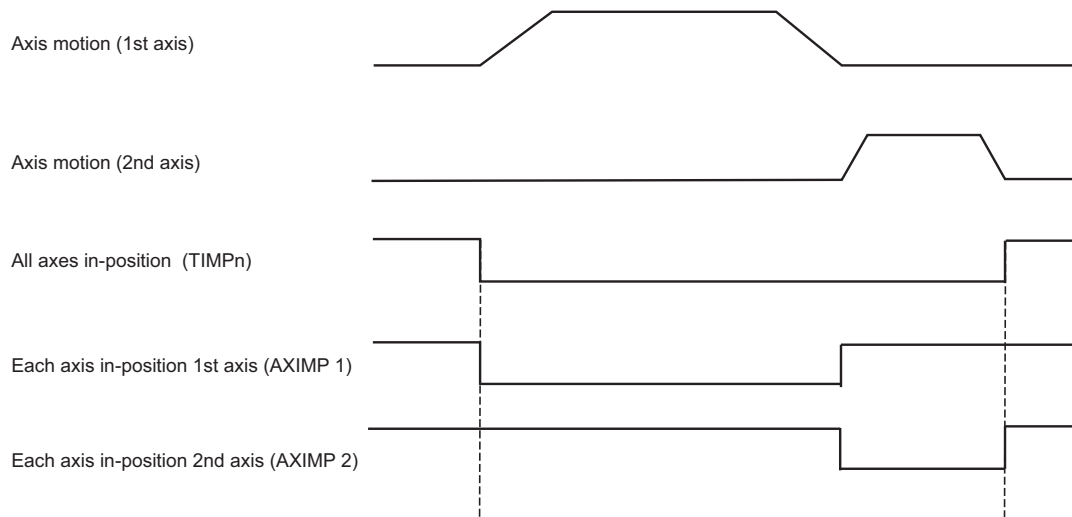 Axis motion (1st axis)
Axis motion (2nd axis)
All axes in-position (TIMPn)
Each axis in-position 1st axis (AXIMP 1)
Each axis in-position 2nd axis (AXIMP 2)